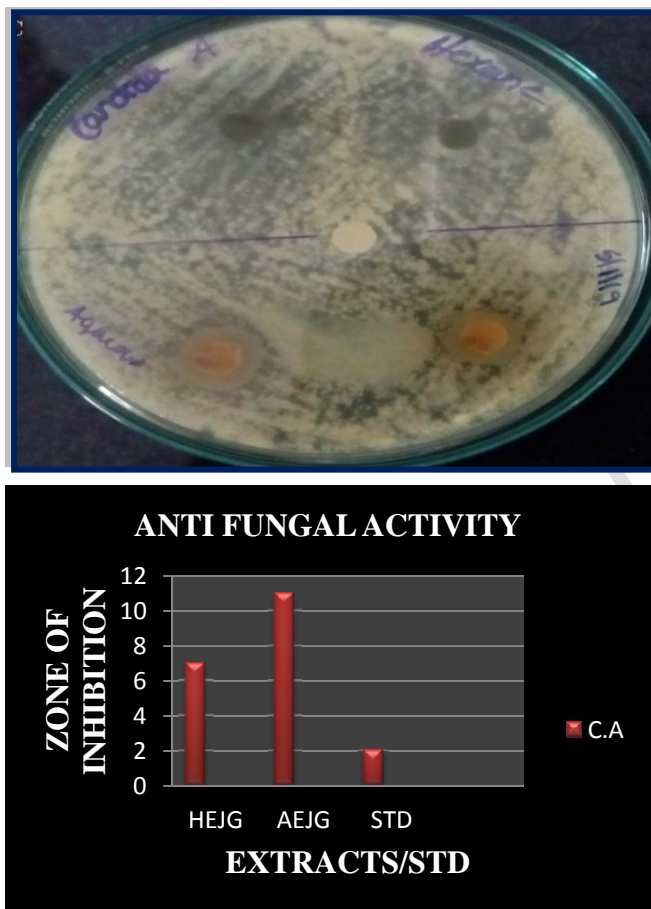 C
Candida A
Hexane
Aqueous
ANTI FUNGAL ACTIVITY
ZONE OF
INHIBITION
12
10
8
6
4
2
0
HEJG AEJG STD
C.A
EXTRACTS/STD